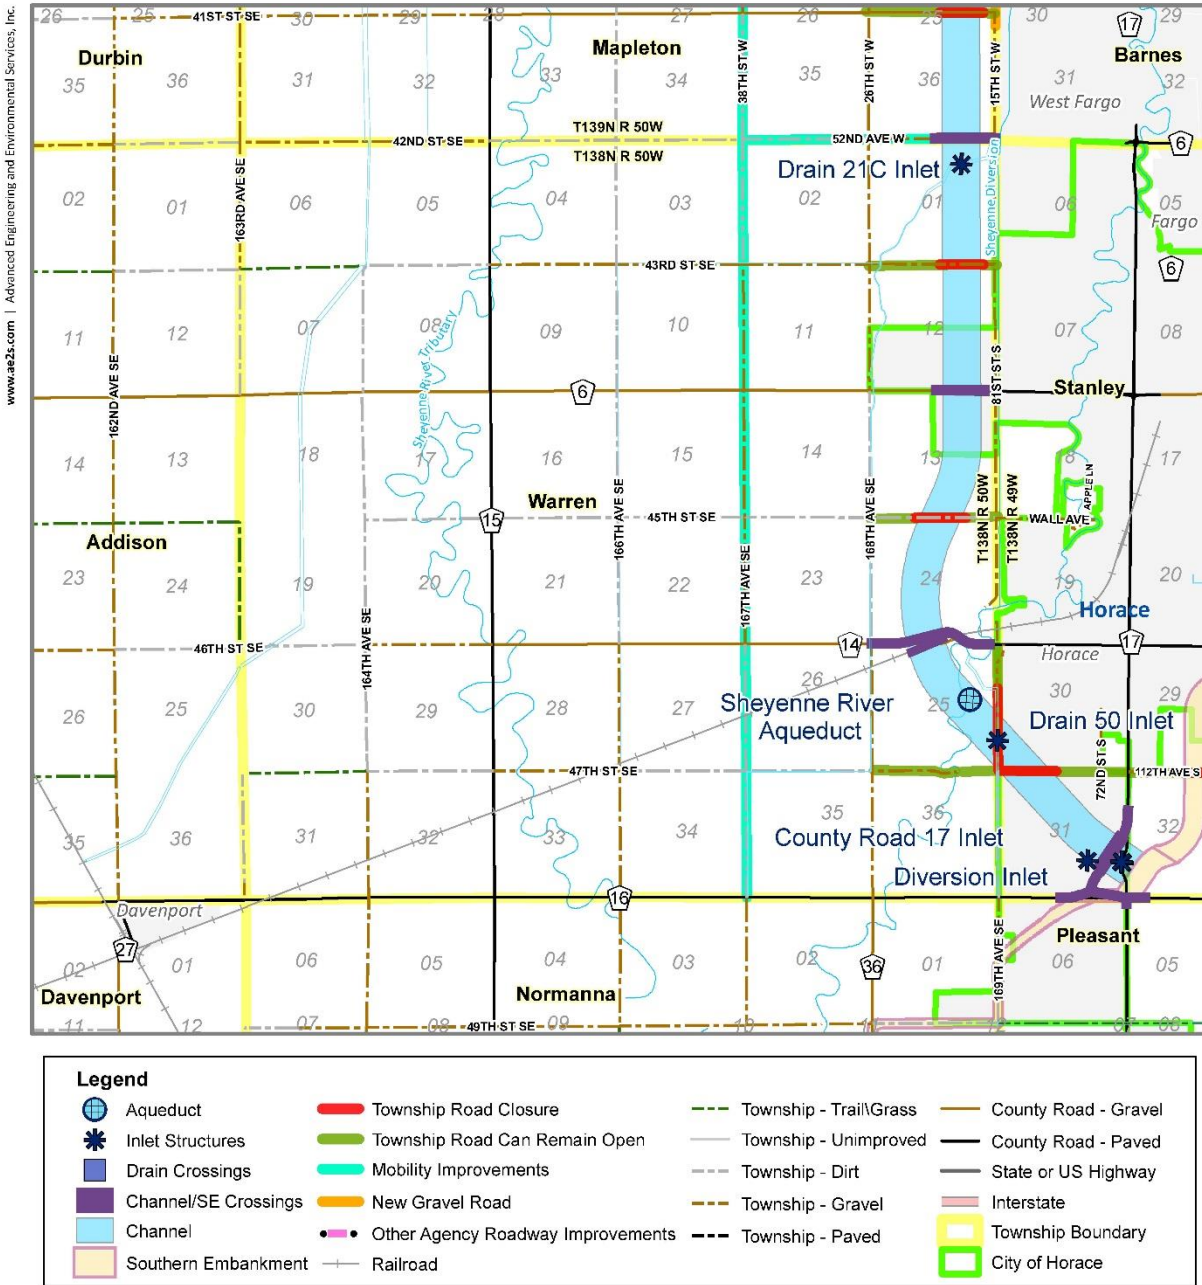 www.ae2s.com | Advanced Engineering and Environmental Services, Inc.
26 25 41ST ST SE 30 29 28 27 26 25 30 29
Durbin Mapleton 17 Barnes
35 36 31 32 33 34 35 36 31 32
38TH ST W 26TH ST W 15TH ST W
West Fargo
T139N R 50W
42ND ST SE 52ND AVE W 6
T138N R 50W
Drain 21C Inlet
Sheyenne Diversion
163RD AVE SE
02 01 06 05 04 03 02 01 06 05
Fargo
43RD ST SE 6
11 12 07 08 09 10 11 12 07 08
Sheyenne River Tributary
162ND AVE SE
81ST ST S
6 Stanley
14 13 18 17 16 15 14 13 18 17
Warren
166TH AVE SE 168TH AVE SE
T138N R 50W T138N R 49W
APPLE LN
15 45TH ST SE WALL AVE
Addison
23 24 19 20 21 22 23 24 19 20
167TH AVE SE
Horace
46TH ST SE 164TH AVE SE 14 17
Horace
26 25 30 29 28 27 26 25 30 29
Sheyenne River
Aqueduct
Drain 50 Inlet
47TH ST SE 72ND ST S 112TH AVE S
35 36 31 32 33 34 35 36 31 32
County Road 17 Inlet
Diversion Inlet
16
Davenport
27 Pleasant
169TH AVE SE
02 01 06 05 04 03 02 36 01 06 05
Davenport Normanna
11 12 07 08 49TH ST SE 09 10 11 12 07 08
Legend
Aqueduct
Inlet Structures
Drain Crossings
Channel/SE Crossings
Channel
Southern Embankment
Township Road Closure
Township Road Can Remain Open
Mobility Improvements
New Gravel Road
Other Agency Roadway Improvements
Railroad
Township - Trail\Grass
Township - Unimproved
Township - Dirt
Township - Gravel
Township - Paved
County Road - Gravel
County Road - Paved
State or US Highway
Interstate
Township Boundary
City of Horace